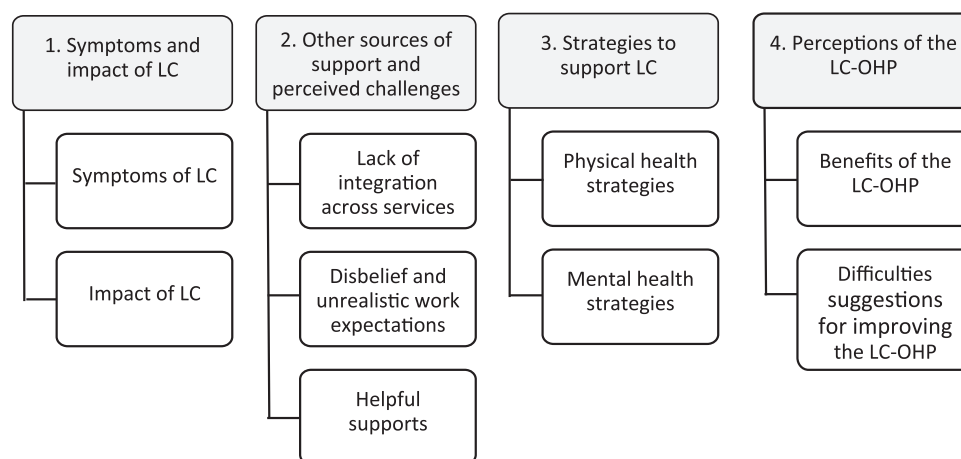 1. Symptoms and
impact of LC
Symptoms of LC
Impact of LC
2. Other sources of
support and
perceived challenges
Lack of
integration
across services
Disbelief and
unrealistic work
expectations
Helpful
supports
3. Strategies to
support LC
Physical health
strategies
Mental health
strategies
4. Perceptions of the
LC-OHP
Benefits of the
LC-OHP
Difficulties
suggestions
for improving
the LC-OHP